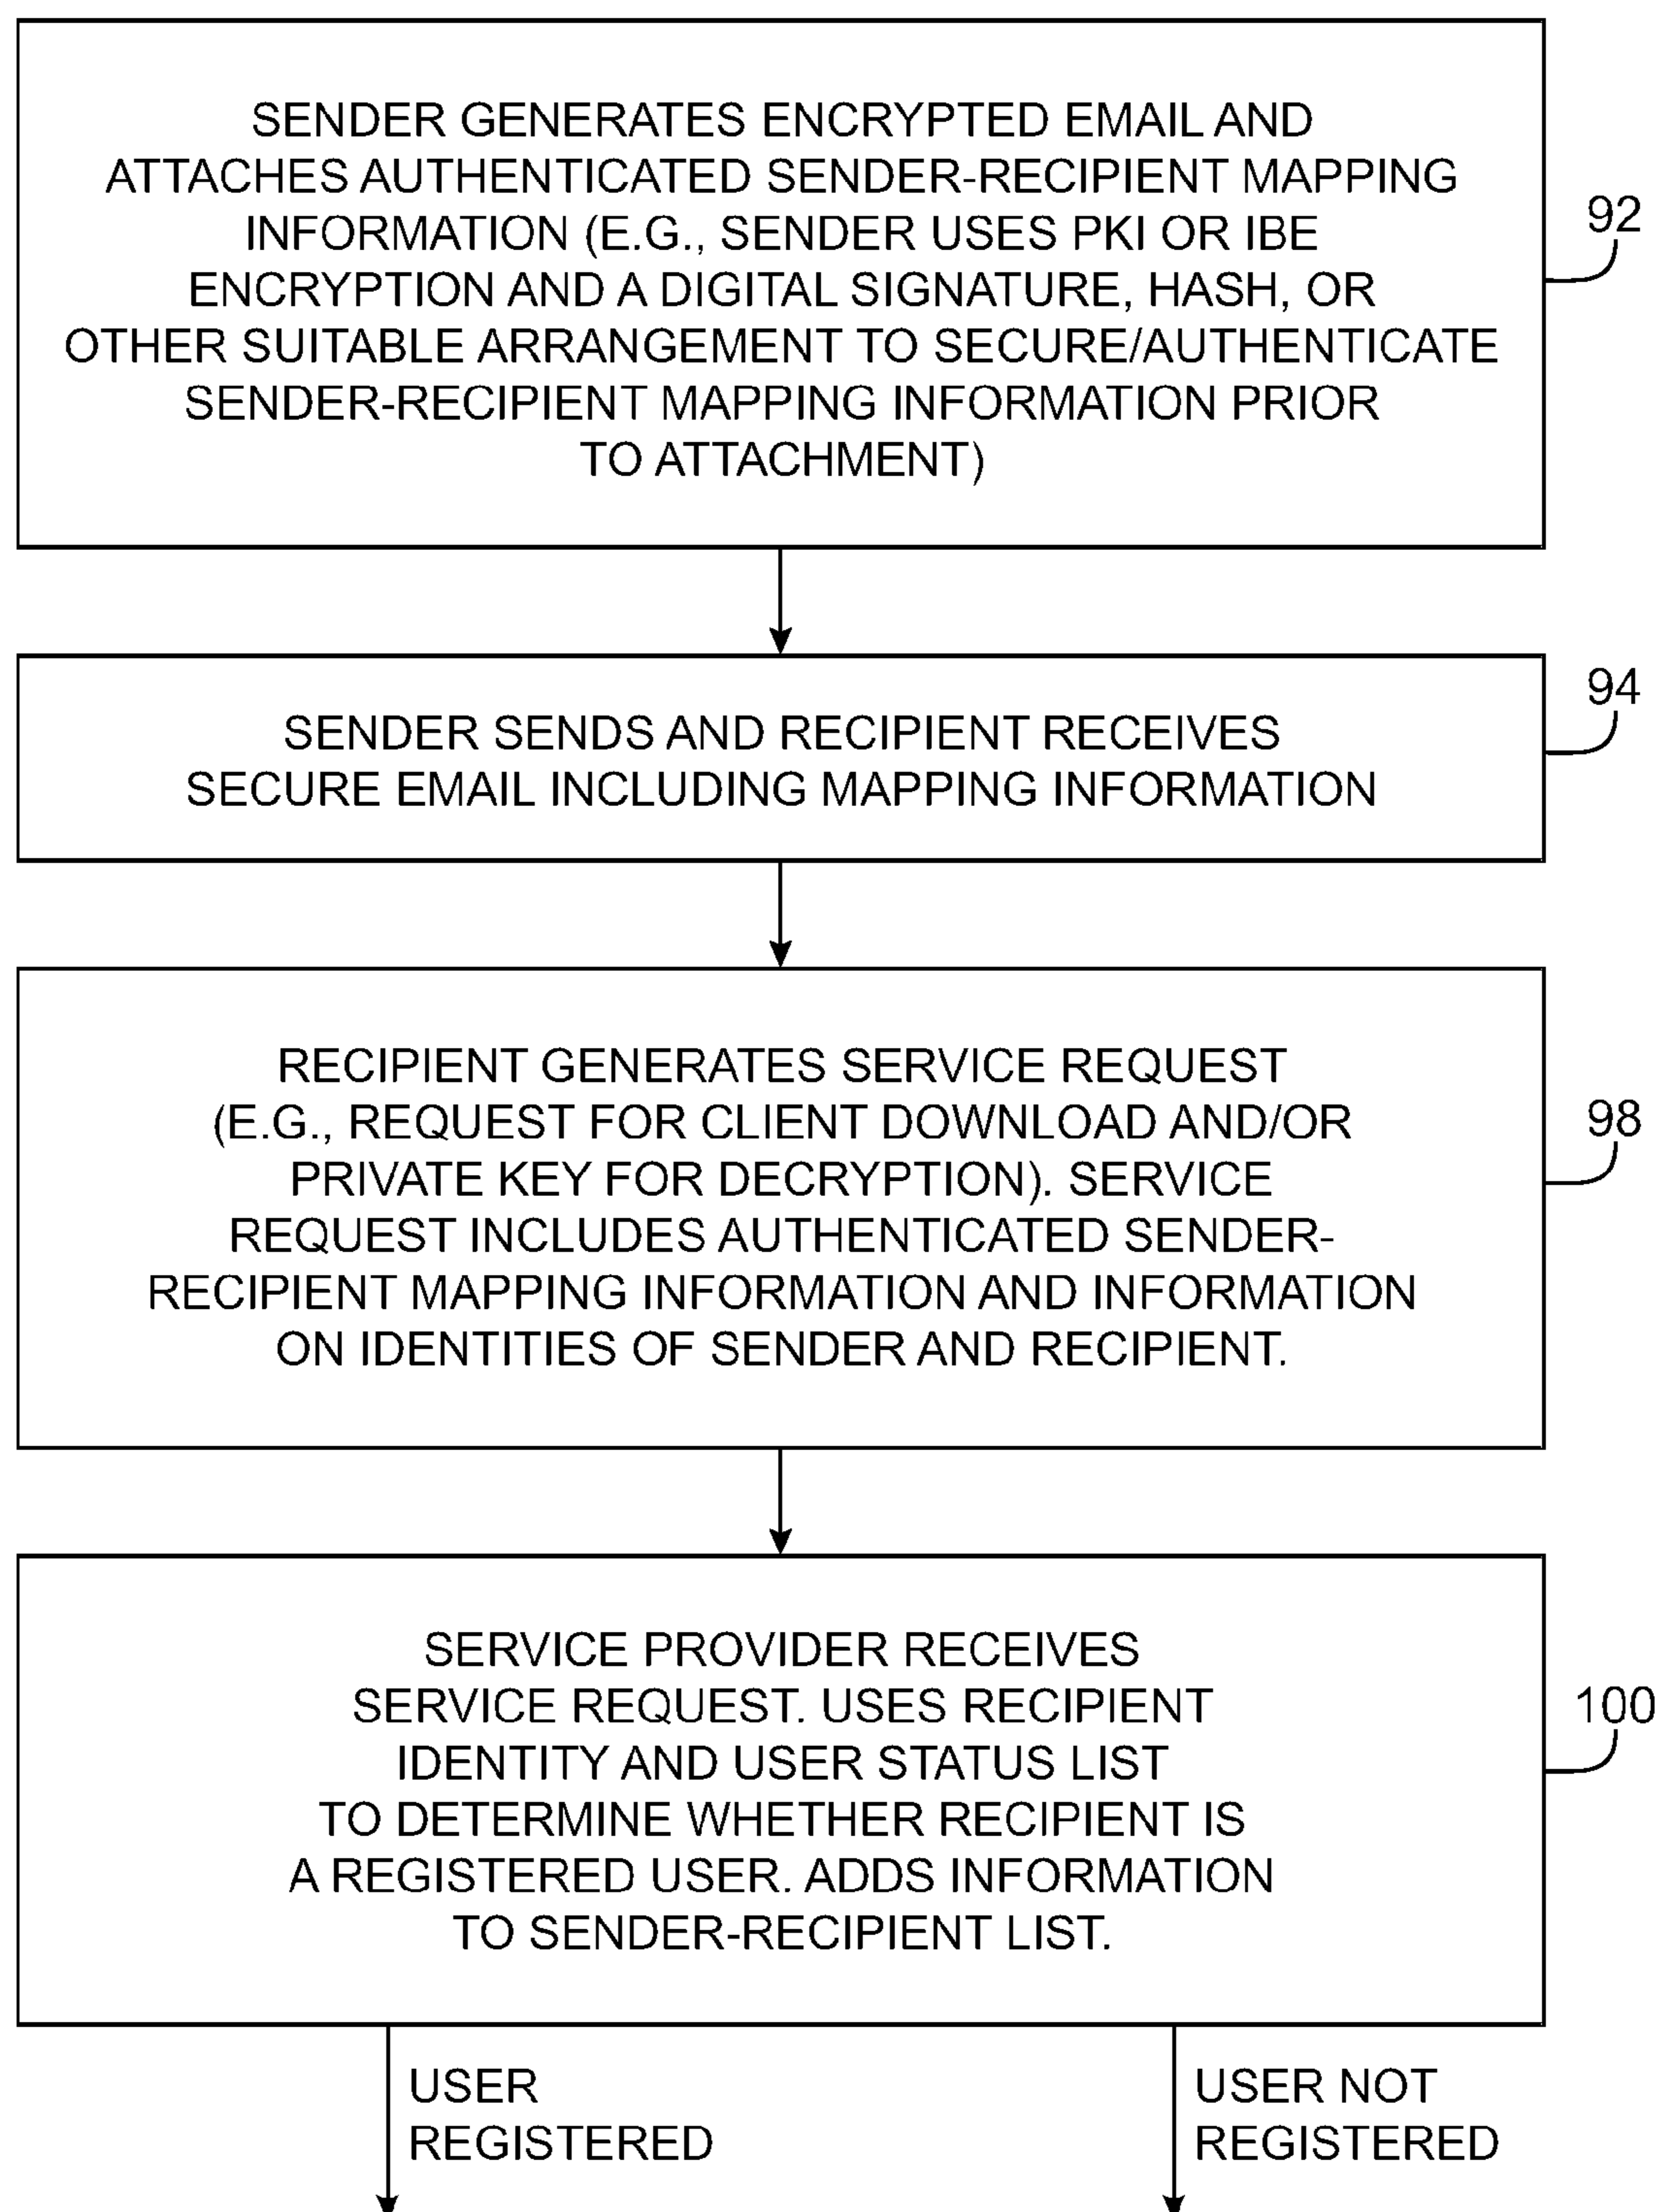 SENDER GENERATES ENCRYPTED EMAIL AND
ATTACHES AUTHENTICATED SENDER-RECIPIENT MAPPING
INFORMATION (E.G., SENDER USES PKI OR IBE
ENCRYPTION AND A DIGITAL SIGNATURE, HASH, OR
OTHER SUITABLE ARRANGEMENT TO SECURE/AUTHENTICATE
SENDER-RECIPIENT MAPPING INFORMATION PRIOR
TO ATTACHMENT)
92
SENDER SENDS AND RECIPIENT RECEIVES
SECURE EMAIL INCLUDING MAPPING INFORMATION
94
RECIPIENT GENERATES SERVICE REQUEST
(E.G., REQUEST FOR CLIENT DOWNLOAD AND/OR
PRIVATE KEY FOR DECRYPTION). SERVICE
REQUEST INCLUDES AUTHENTICATED SENDER-
RECIPIENT MAPPING INFORMATION AND INFORMATION
ON IDENTITIES OF SENDER AND RECIPIENT.
98
SERVICE PROVIDER RECEIVES
SERVICE REQUEST. USES RECIPIENT
IDENTITY AND USER STATUS LIST
TO DETERMINE WHETHER RECIPIENT IS
A REGISTERED USER. ADDS INFORMATION
TO SENDER-RECIPIENT LIST.
100
USER
REGISTERED
USER NOT
REGISTERED